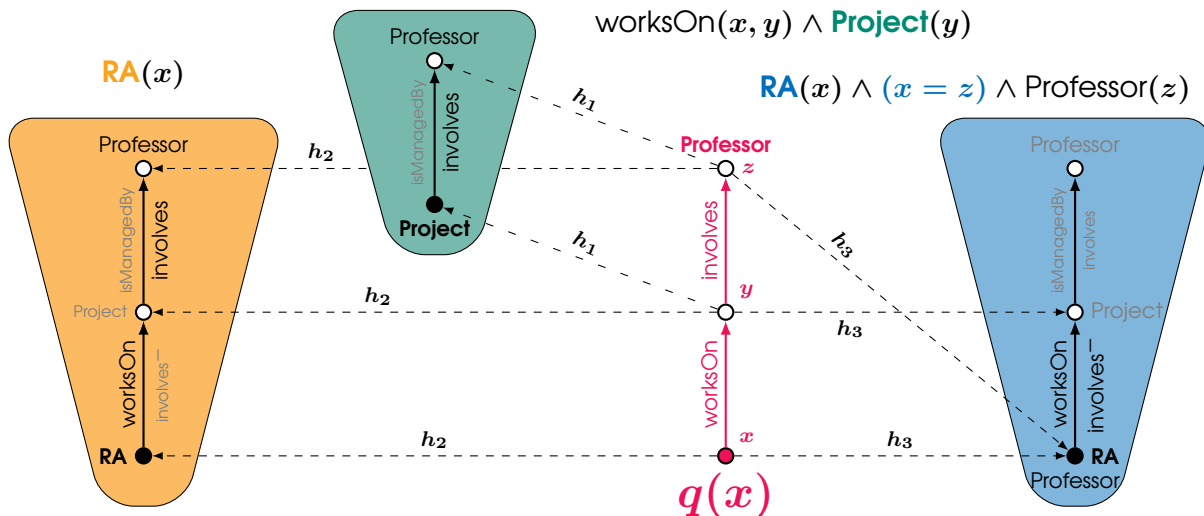 worksOn(x, y) ∧ Project(y)
RA(x)
RA(x) ∧ (x = z) ∧ Professor(z)
Professor
isManagedBy
involves
Project
Professor
isManagedBy
involves
Project
worksOn
involves⁻
RA
h₁
h₂
h₁
h₂
h₂
Professor
z
involves
y
worksOn
x
q(x)
h₃
h₃
h₃
Professor
isManagedBy
involves
Project
worksOn
involves⁻
RA
Professor